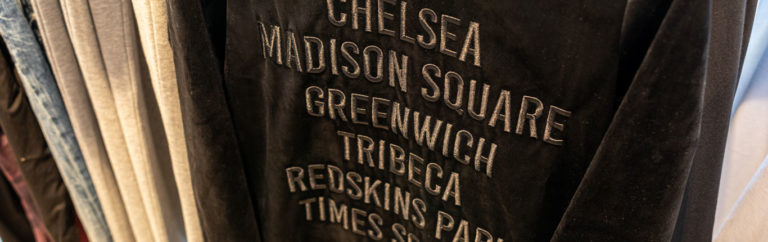 CHELSEA
MADISON SQUARE
GREENWICH
TRIBECA
REDSKINS PARK
TIMES